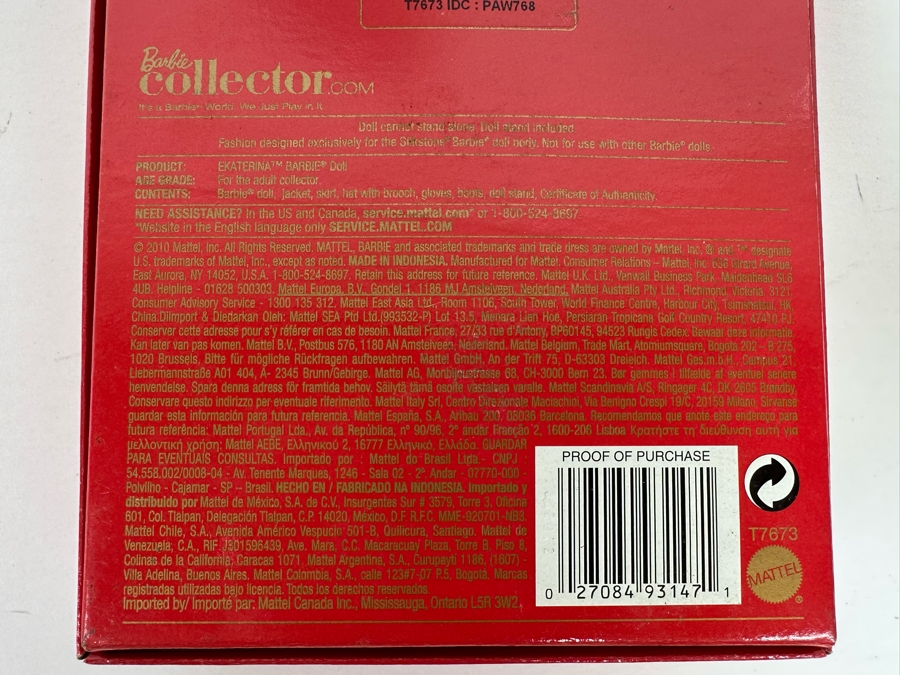 T7673 IDC : PAW768
Barbie
collector.COM
It's a Barbie® World. We Just Play in It.
Doll cannot stand alone. Doll stand included.
Fashion designed exclusively for the Silkstone® Barbie® doll body. Not for use with other Barbie® dolls.
PRODUCT: EKATERINA™ BARBIE® Doll
AGE GRADE: For the adult collector.
CONTENTS: Barbie® doll, jacket, skirt, hat with brooch, gloves, boots, doll stand, Certificate of Authenticity.
NEED ASSISTANCE? In the US and Canada, service.mattel.com* or 1-800-524-8697
*Website in the English language only SERVICE.MATTEL.COM
© 2010 Mattel, Inc. All Rights Reserved. MATTEL, BARBIE and associated trademarks and trade dress are owned by Mattel, Inc. ® and ™ designate
U.S. trademarks of Mattel, Inc., except as noted. MADE IN INDONESIA. Manufactured for Mattel. Consumer Relations – Mattel, Inc. 636 Girard Avenue,
East Aurora, NY 14052, U.S.A. 1-800-524-8697. Retain this address for future reference. Mattel U.K. Ltd., Vanwall Business Park, Maidenhead SL6
4UB. Helpline - 01628 500303. Mattel Europa, B.V., Gondel 1, 1186 MJ Amstelveen, Nederland. Mattel Australia Pty. Ltd., Richmond, Victoria. 3121.
Consumer Advisory Service - 1300 135 312. Mattel East Asia Ltd., Room 1106, South Tower, World Finance Centre, Harbour City, Tsimshatsui, HK,
China.Diimport & Diedarkan Oleh: Mattel SEA Ptd Ltd.(993532-P) Lot 13.5, Menara Lien Hoe, Persiaran Tropicana Golf Country Resort, 47410 PJ.
Conserver cette adresse pour s'y référer en cas de besoin. Mattel France, 27/33 rue d'Antony, BP60145, 94523 Rungis Cedex. Bewaar deze informatie.
Kan later van pas komen. Mattel B.V., Postbus 576, 1180 AN Amstelveen, Nederland. Mattel Belgium, Trade Mart, Atomiumsquare, Bogota 202 - B 275,
1020 Brussels, Bitte für mögliche Rückfragen aufbewahren. Mattel GmbH, An der Trift 75, D-63303 Dreieich. Mattel Ges.m.b.H., Campus 21,
Liebermannstraße A01 404, A- 2345 Brunn/Gebirge. Mattel AG, Monbijoustrasse 68, CH-3000 Bern 23. Bør gemmes i tilfælde af eventuel senere
henvendelse. Spara denna adress för framtida behov. Säilytä tämä osoite vastaisen varalle. Mattel Scandinavia A/S, Ringager 4C, DK 2605 Brøndby.
Conservare questo indirizzo per eventuale riferimento. Mattel Italy Srl, Centro Direzionale Maciachini, Via Benigno Crespi 19/C, 20159 Milano. Sírvanse
guardar esta información para futura referencia. Mattel España, S.A., Aribau 200, 08036 Barcelona. Recomendamos que anote este endereço para
futura referência: Mattel Portugal Ltda., Av. da República, nº 90/96, 2º andar Fracção 2, 1600-206 Lisboa Κρατήστε τη διεύθυνση αυτή για
μελλοντική χρήση: Mattel AEBE, Ελληνικού 2, 16777 Ελληνικό, Ελλάδα. GUARDAR
PARA EVENTUAIS CONSULTAS. Importado por : Mattel do Brasil Ltda.- CNPJ :
54.558.002/0008-04 - Av. Tenente Marques, 1246 - Sala 02 - 2º Andar - 07770-000 -
Polvilho - Cajamar - SP – Brasil. HECHO EN / FABRICADO NA INDONESIA. Importado y
distribuido por Mattel de México, S.A. de C.V., Insurgentes Sur # 3579, Torre 3, Oficina
601, Col. Tlalpan, Delegación Tlalpan, C.P. 14020, México, D.F R.F.C. MME-920701-NB3.
Mattel Chile, S.A., Avenida Américo Vespucio 501-B, Quilicura, Santiago. Mattel de
Venezuela, C.A., RIF J301596439, Ave. Mara, C.C. Macaracuay Plaza, Torre B, Piso 8,
Colinas de la California, Caracas 1071. Mattel Argentina, S.A., Curupaytí 1186, (1607) -
Villa Adelina, Buenos Aires. Mattel Colombia, S.A., calle 123#7-07 P.5, Bogotá. Marcas
registradas utilizadas bajo licencia. Todos los derechos reservados.
Imported by/ Importé par: Mattel Canada Inc., Mississauga, Ontario L5R 3W2.
PROOF OF PURCHASE
0 27084 93147 1
T7673
MATTEL®